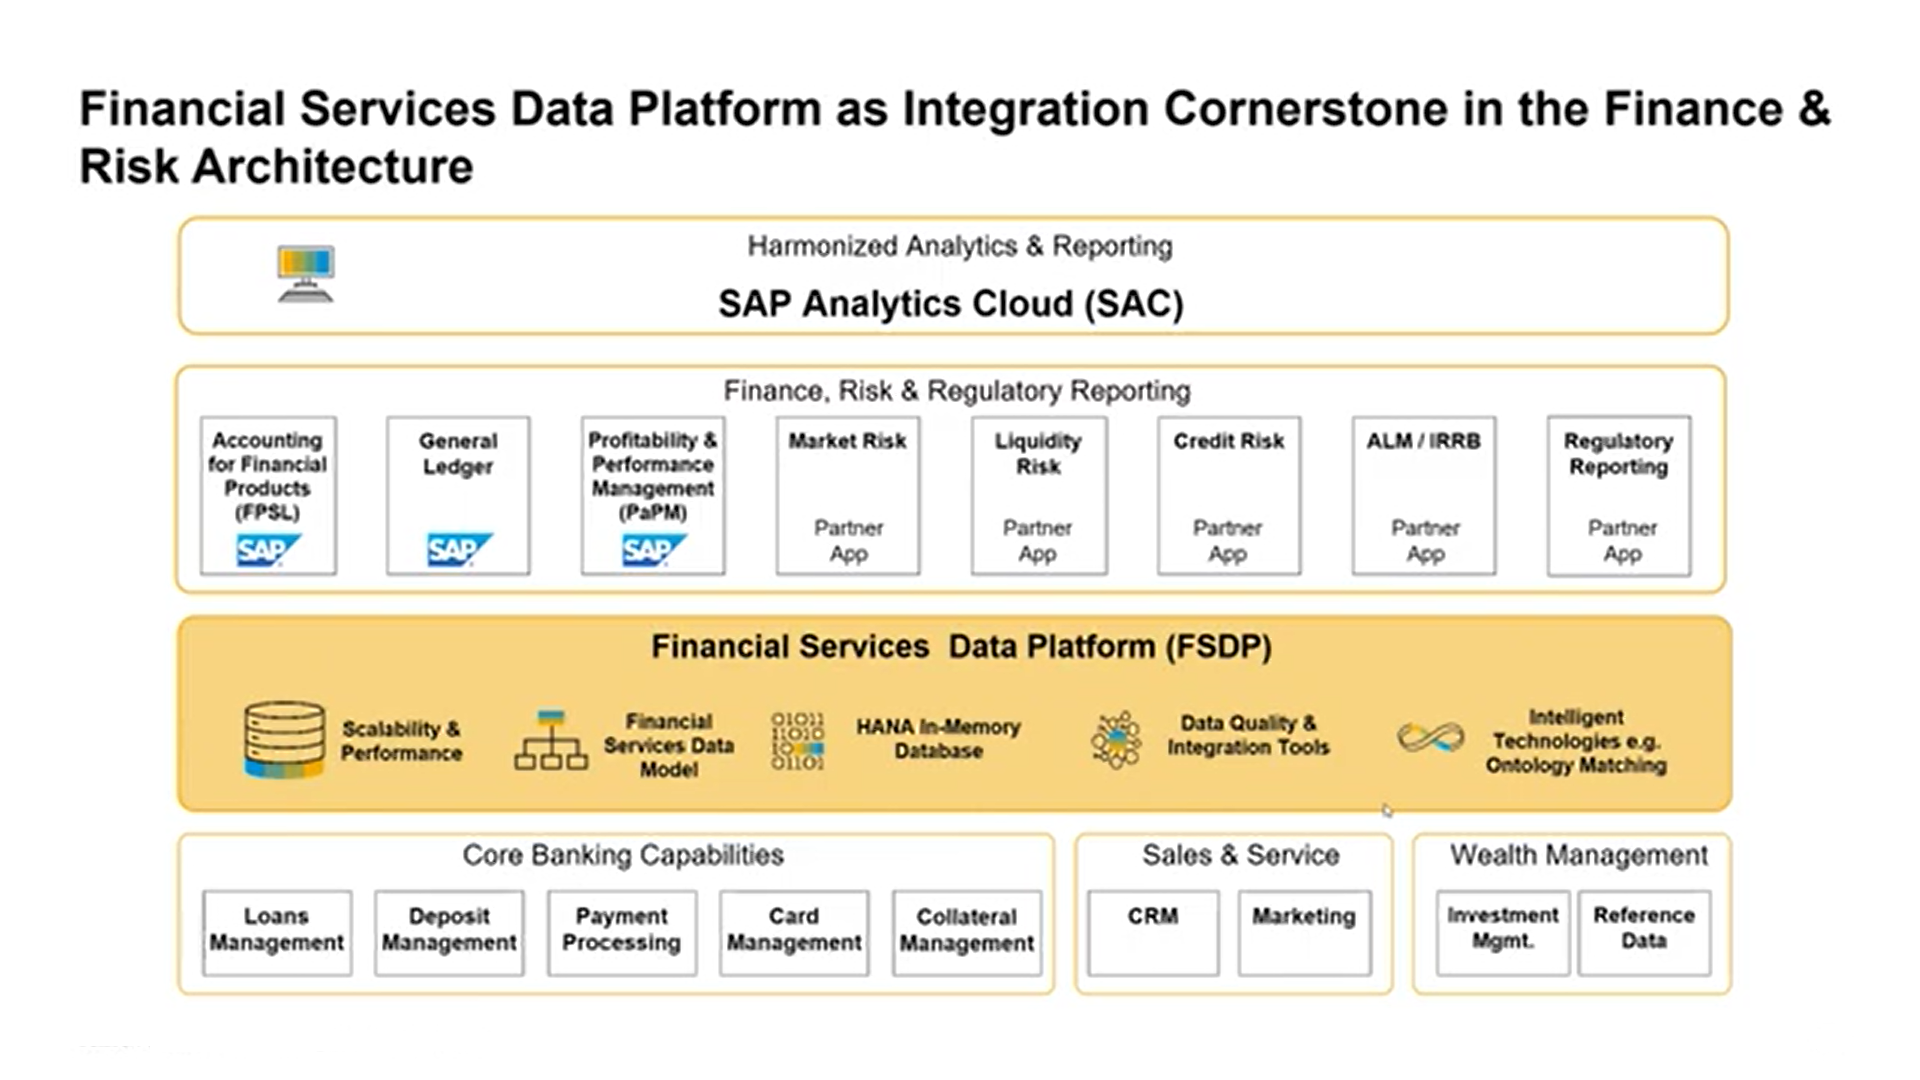 Financial Services Data Platform as Integration Cornerstone in the Finance &
Risk Architecture
Harmonized Analytics & Reporting
SAP Analytics Cloud (SAC)
Finance, Risk & Regulatory Reporting
Accounting
for Financial
Products
(FPSL)
SAP
General
Ledger
SAP
Profitability &
Performance
Management
(PaPM)
SAP
Market Risk
Partner
App
Liquidity
Risk
Partner
App
Credit Risk
Partner
App
ALM / IRRB
Partner
App
Regulatory
Reporting
Partner
App
Financial Services Data Platform (FSDP)
Scalability &
Performance
Financial
Services Data
Model
01011
11010
10
01101
HANA In-Memory
Database
Data Quality &
Integration Tools
Intelligent
Technologies e.g.
Ontology Matching
Core Banking Capabilities
Loans
Management
Deposit
Management
Payment
Processing
Card
Management
Collateral
Management
Sales & Service
CRM
Marketing
Wealth Management
Investment
Mgmt.
Reference
Data